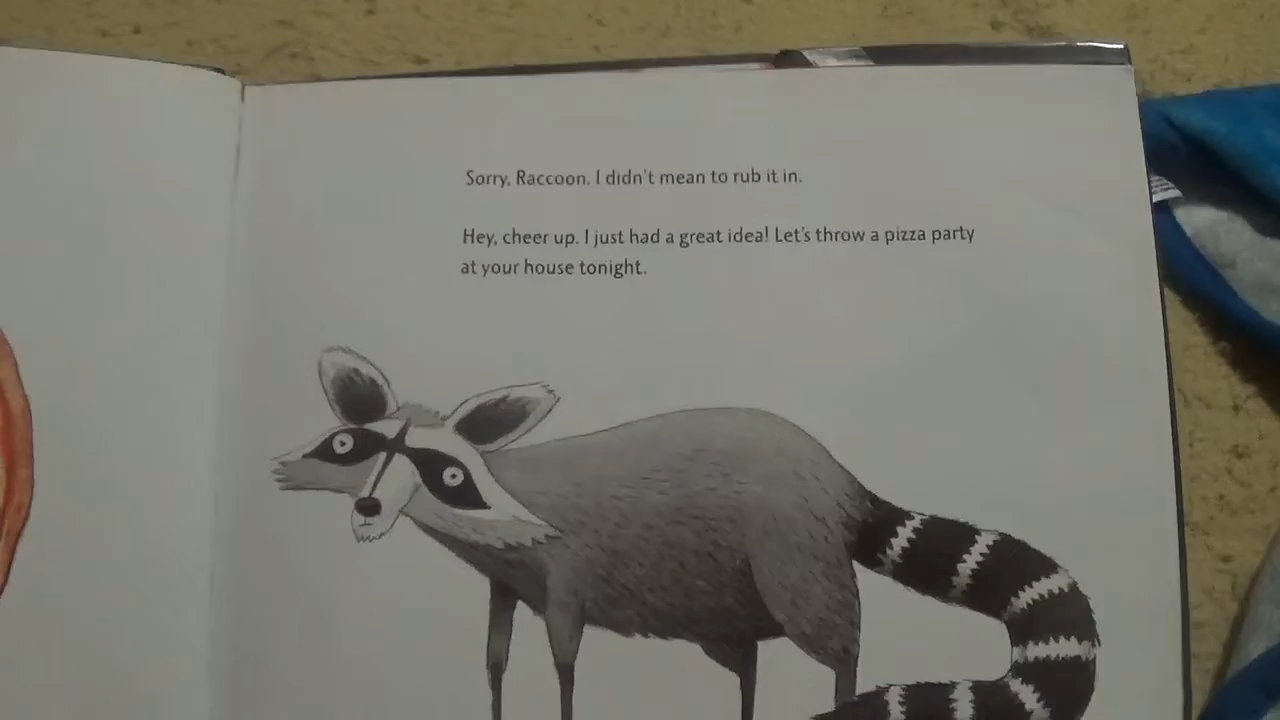 Sorry, Raccoon. I didn't mean to rub it in.
Hey, cheer up. I just had a great idea! Let's throw a pizza party
at your house tonight.